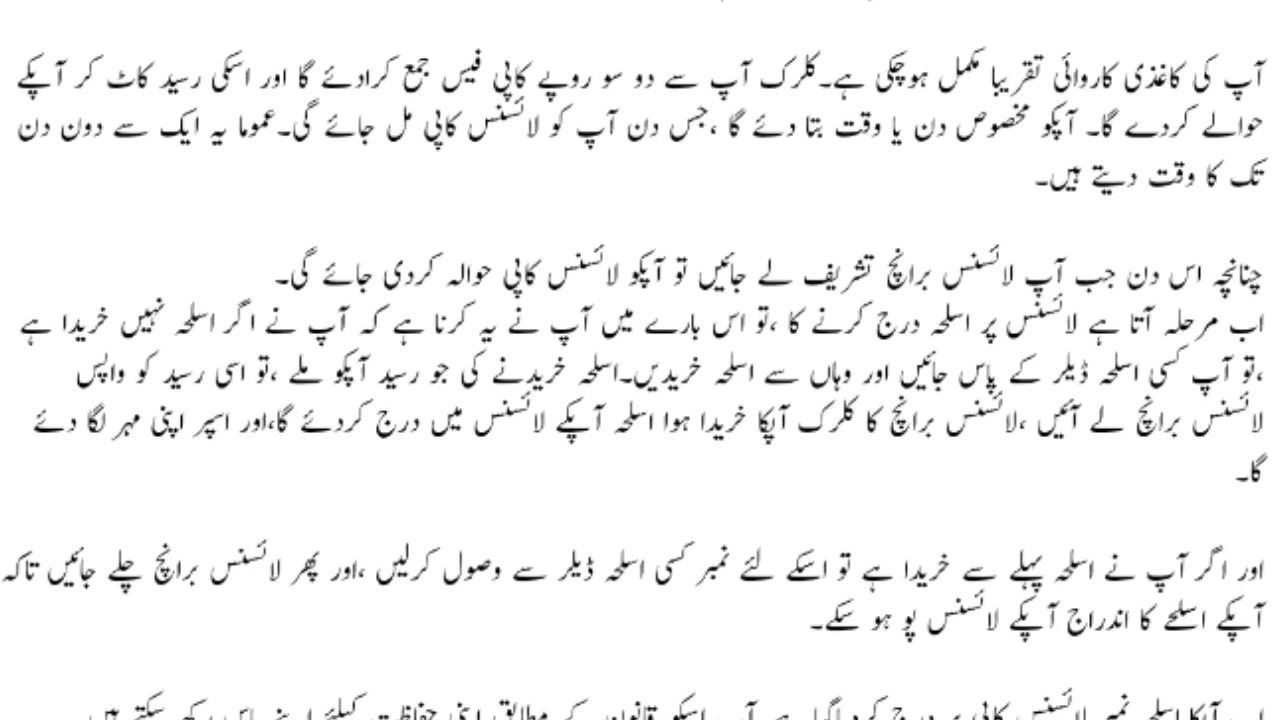 آپ کی کاغذی کاروائی تقریبا مکمل ہوچکی ہے۔کلرک آپ سے دو سو روپے کاپی فیس جمع کرادئے گا اور اسکی رسید کاٹ کر آپکے
حوالے کردے گا۔ آپکو مخصوص دن یا وقت بتا دئے گا ،جس دن آپ کو لائسنس کاپی مل جائے گی۔عموما یہ ایک سے دون دن
تک کا وقت دیتے ہیں۔
چنانچہ اس دن جب آپ لائسنس برانچ تشریف لے جائیں تو آپکو لائسنس کاپی حوالہ کردی جائے گی۔
اب مرحلہ آتا ہے لائسنس پر اسلحہ درج کرنے کا ،تو اس بارے میں آپ نے یہ کرنا ہے کہ آپ نے اگر اسلحہ نہیں خریدا ہے
،تو آپ کسی اسلحہ ڈیلر کے پاس جائیں اور وہاں سے اسلحہ خریدیں۔اسلحہ خریدنے کی جو رسید آپکو ملے ،تو اسی رسید کو واپس
لائسنس برانچ لے آئیں ،لائسنس برانچ کا کلرک آپکا خریدا ہوا اسلحہ آپکے لائسنس میں درج کردئے گا،اور اسپر اپنی مہر لگا دئے
گا۔
اور اگر آپ نے اسلحہ پہلے سے خریدا ہے تو اسکے لئے نمبر کسی اسلحہ ڈیلر سے وصول کرلیں ،اور پھر لائسنس برانچ چلے جائیں تاکہ
آپکے اسلحے کا اندراج آپکے لائسنس پو ہو سکے۔